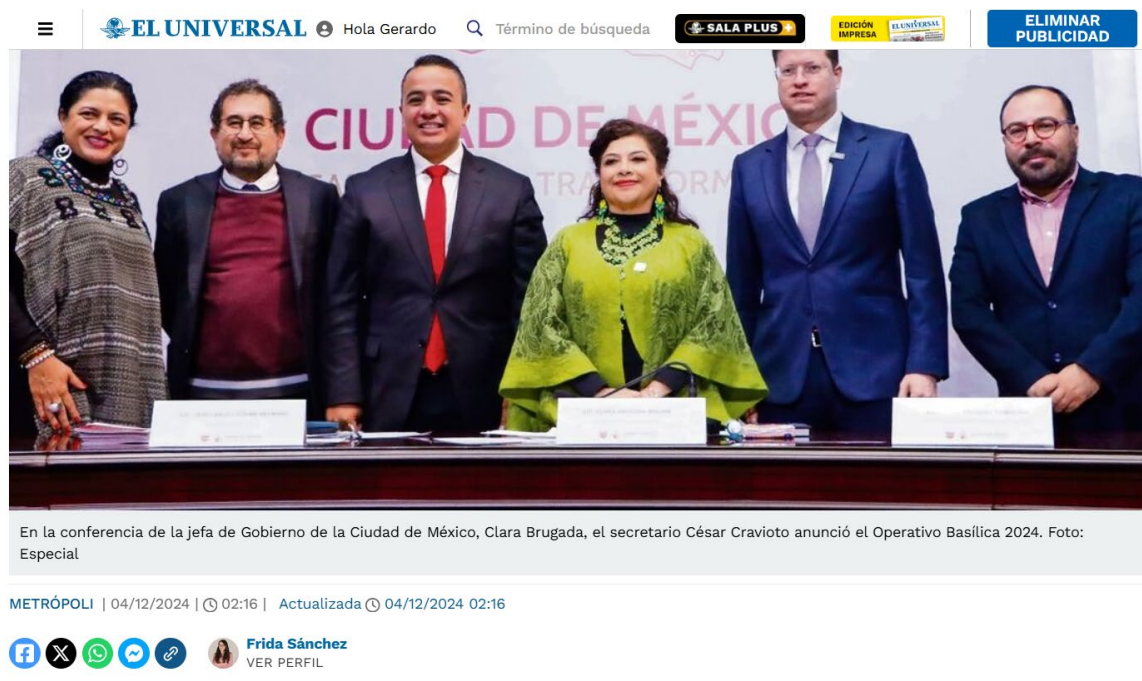 EL UNIVERSAL
Hola Gerardo
Término de búsqueda
SALA PLUS +
EDICIÓN
IMPRESA
EL UNIVERSAL
ELIMINAR
PUBLICIDAD
CIUDAD DE MÉXICO
En la conferencia de la jefa de Gobierno de la Ciudad de México, Clara Brugada, el secretario César Cravioto anunció el Operativo Basílica 2024. Foto:
Especial
METRÓPOLI | 04/12/2024 | 02:16 | Actualizada 04/12/2024 02:16
Frida Sánchez
VER PERFIL